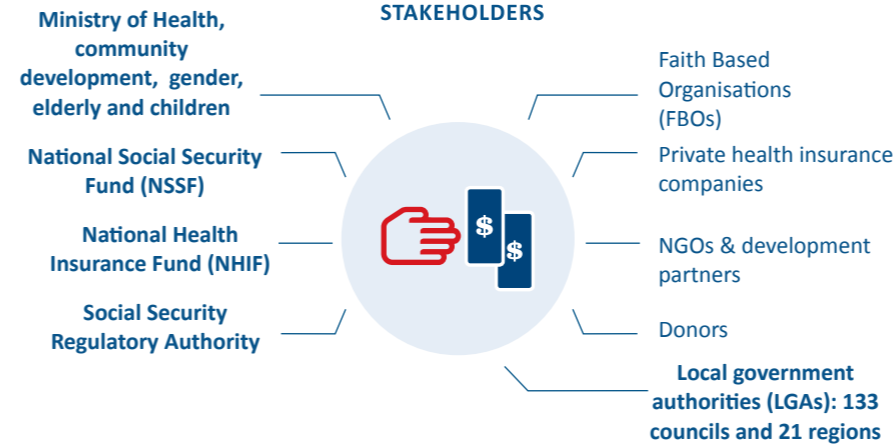 STAKEHOLDERS
Ministry of Health,
community
development, gender,
elderly and children
National Social Security
Fund (NSSF)
National Health
Insurance Fund (NHIF)
Social Security
Regulatory Authority
$
$
Faith Based
Organisations
(FBOs)
Private health insurance
companies
NGOs & development
partners
Donors
Local government
authorities (LGAs): 133
councils and 21 regions